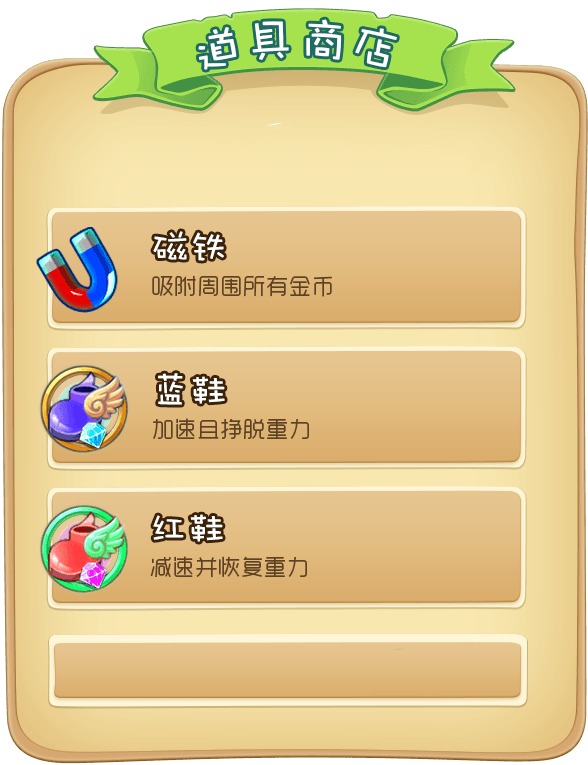 道具商店
磁铁
吸附周围所有金币
蓝鞋
加速且挣脱重力
红鞋
减速并恢复重力